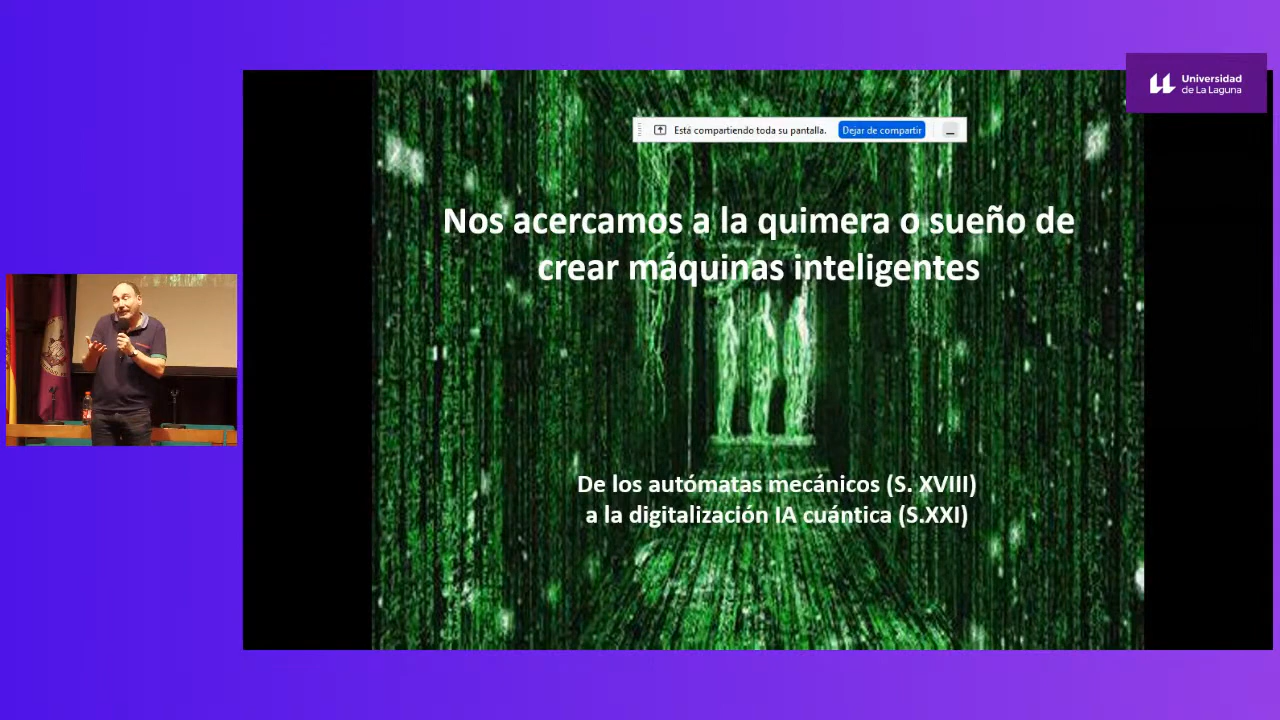 Universidad
de La Laguna
Está compartiendo toda su pantalla. Dejar de compartir
Nos acercamos a la quimera o sueño de
crear máquinas inteligentes
De los autómatas mecánicos (S. XVIII)
a la digitalización IA cuántica (S.XXI)